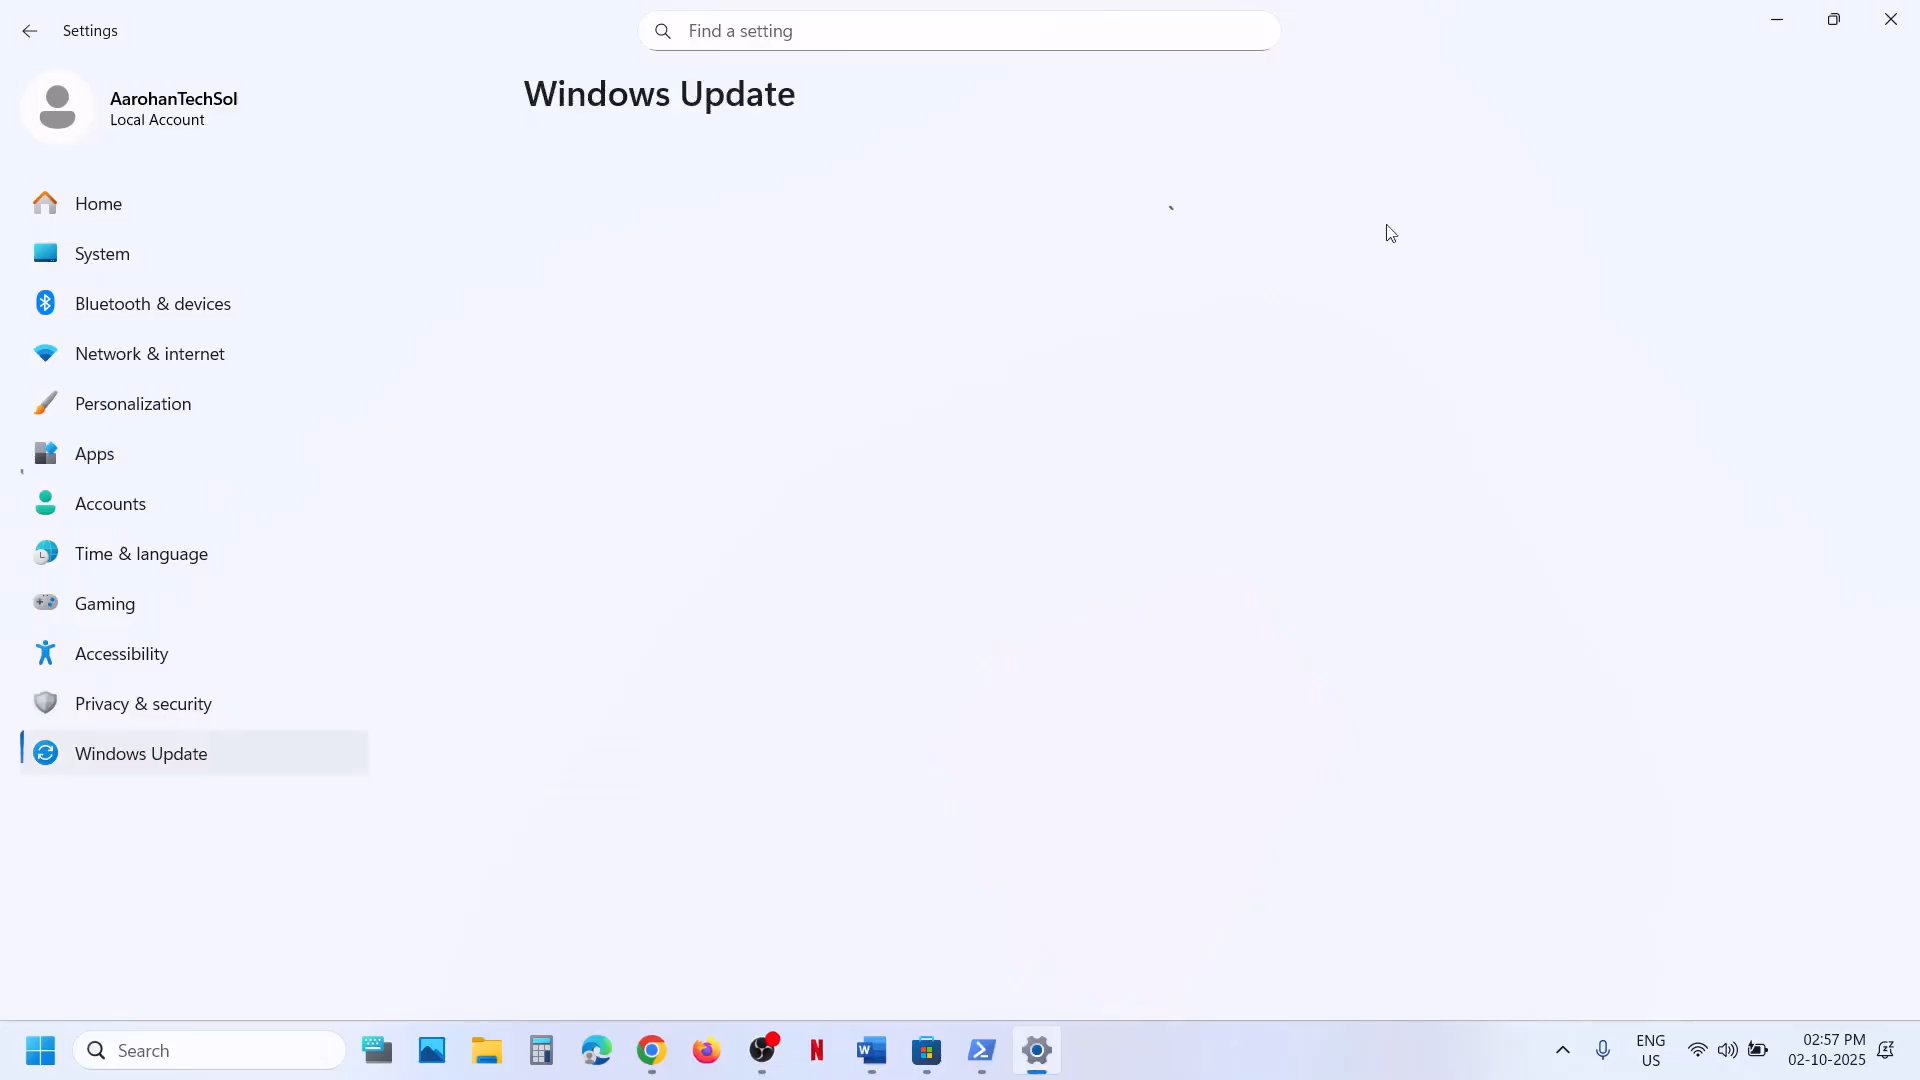 Settings
Find a setting
AarohanTechSol
Local Account
Windows Update
Home
System
Bluetooth & devices
Network & internet
Personalization
Apps
Accounts
Time & language
Gaming
Accessibility
Privacy & security
Windows Update
Search
ENG
US
02:57 PM
02-10-2025